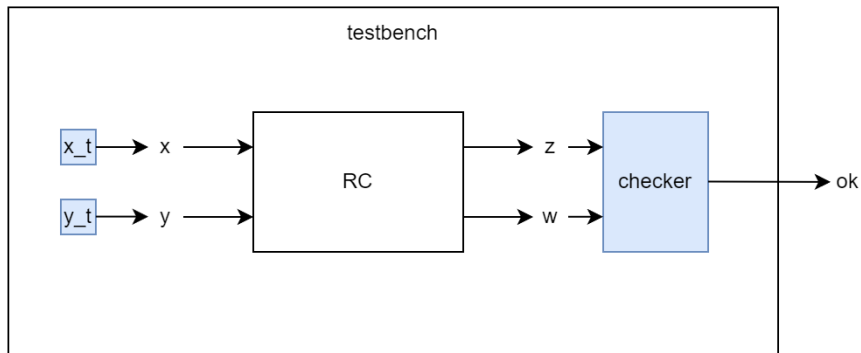 testbench
x_t
x
RC
z
checker
ok
y_t
y
w